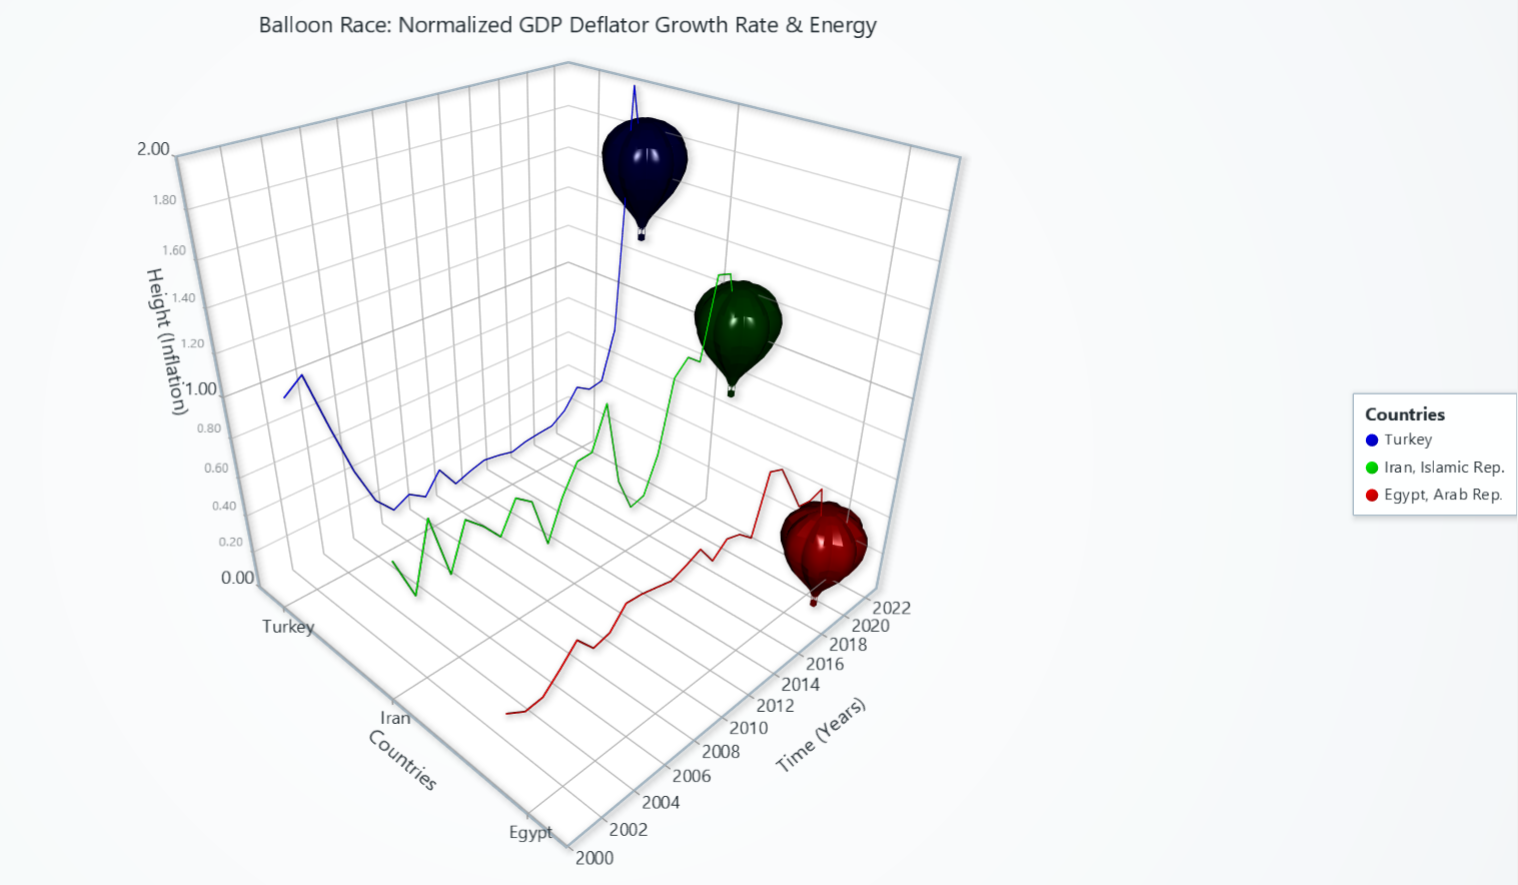 Balloon Race: Normalized GDP Deflator Growth Rate & Energy
2.00
1.80
1.60
1.40
1.20
1.00
0.80
0.60
0.40
0.20
0.00
Height (Inflation)
Turkey
Iran
Egypt
Countries
2000
2002
2004
2006
2008
2010
2012
2014
2016
2018
2020
2022
Time (Years)
Countries
Turkey
Iran, Islamic Rep.
Egypt, Arab Rep.